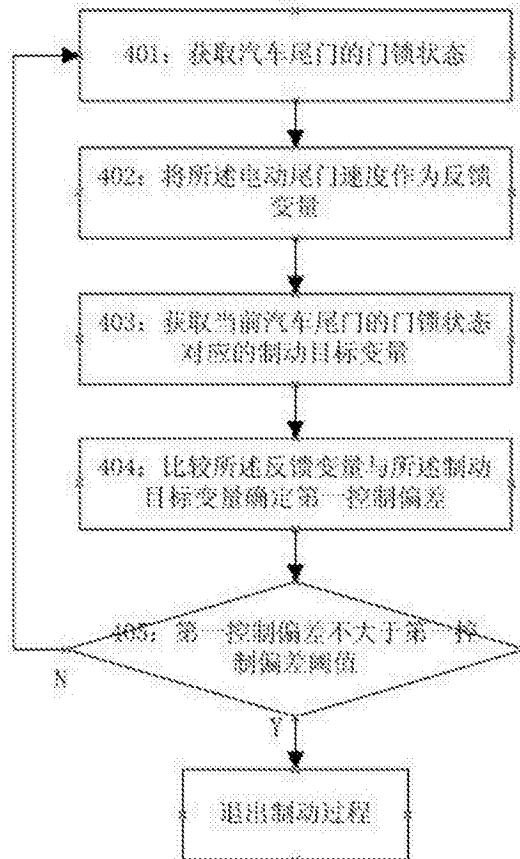 401：获取汽车尾门的门锁状态
402：将所述电动尾门速度作为反馈
变量
403：获取当前汽车尾门的门锁状态
对应的制动目标变量
404：比较所述反馈变量与所述制动
目标变量确定第一控制偏差
405：第一控制偏差不大于第一控
制偏差阈值
N
Y
退出制动过程